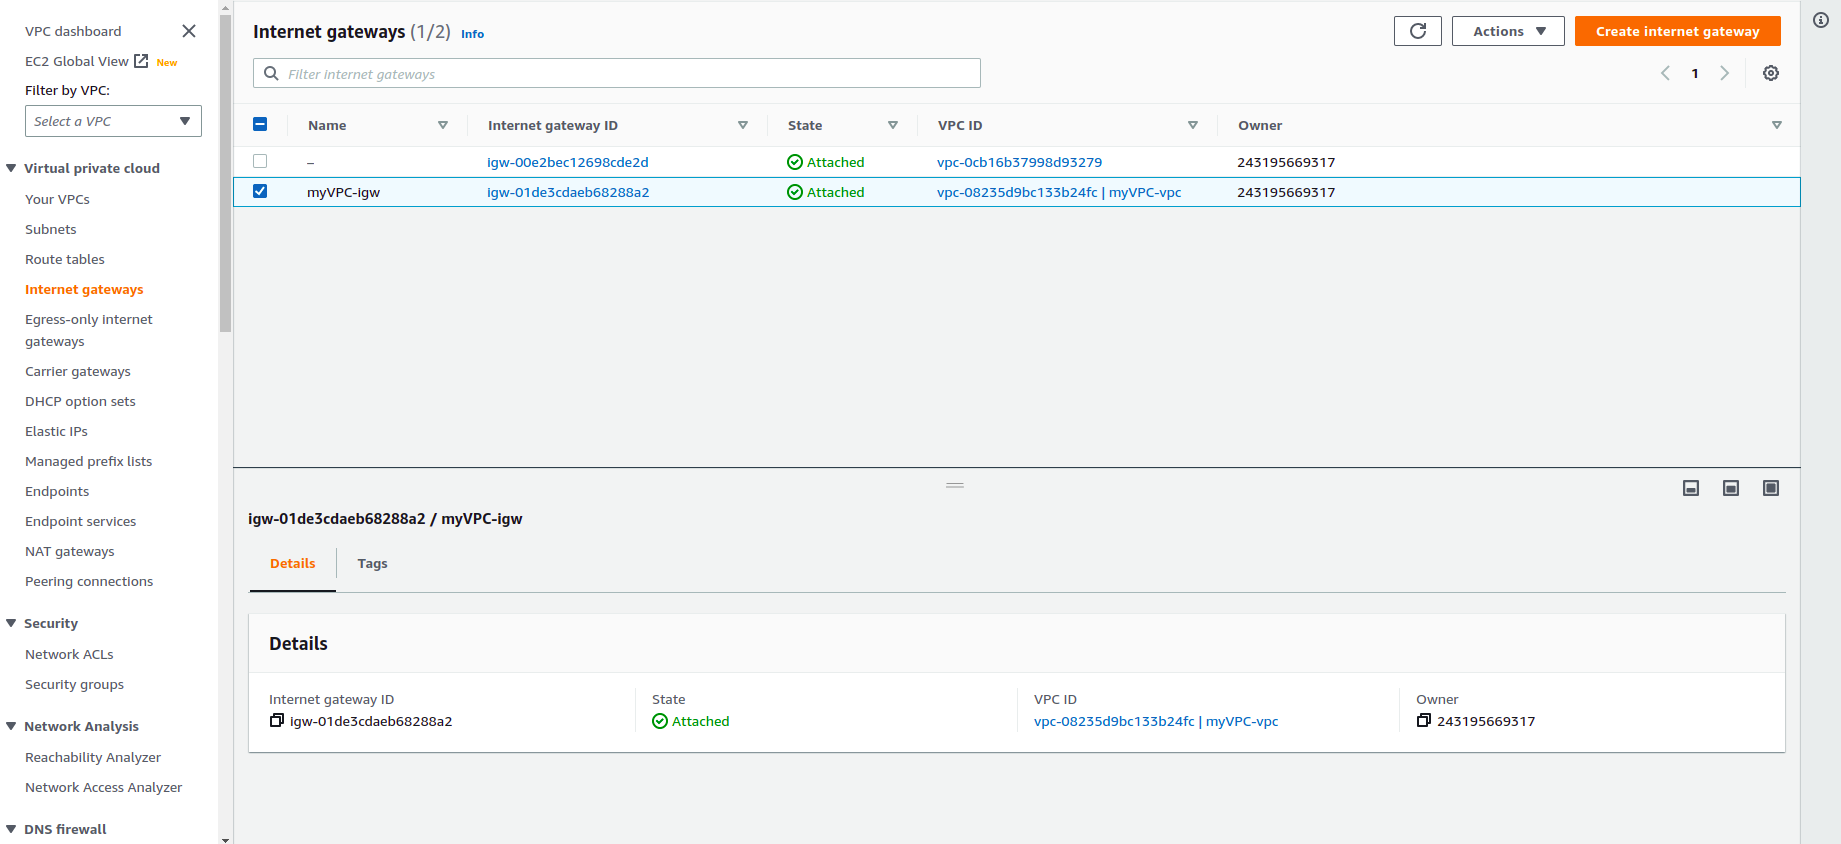 VPC dashboard
EC2 Global View New
Filter by VPC:
Select a VPC
Virtual private cloud
Your VPCs
Subnets
Route tables
Internet gateways
Egress-only internet
gateways
Carrier gateways
DHCP option sets
Elastic IPs
Managed prefix lists
Endpoints
Endpoint services
NAT gateways
Peering connections
Security
Network ACLs
Security groups
Network Analysis
Reachability Analyzer
Network Access Analyzer
DNS firewall
Internet gateways (1/2) Info
Actions
Create internet gateway
Filter internet gateways
1
Name Internet gateway ID State VPC ID Owner
– igw-00e2bec12698cde2d Attached vpc-0cb16b37998d93279 243195669317
myVPC-igw igw-01de3cdaeb68288a2 Attached vpc-08235d9bc133b24fc | myVPC-vpc 243195669317
igw-01de3cdaeb68288a2 / myVPC-igw
Details Tags
Details
Internet gateway ID State VPC ID Owner
igw-01de3cdaeb68288a2 Attached vpc-08235d9bc133b24fc | myVPC-vpc 243195669317